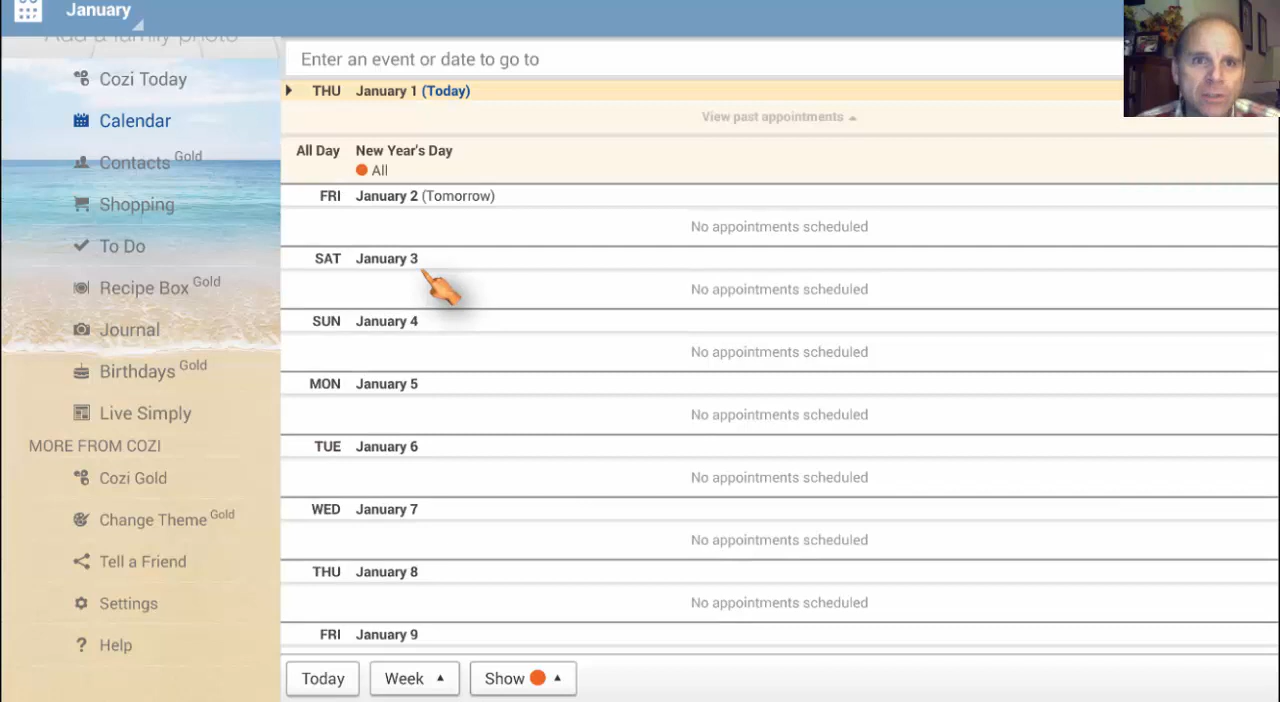 January
Add a family photo
Cozi Today
Calendar
Contacts Gold
Shopping
To Do
Recipe Box Gold
Journal
Birthdays Gold
Live Simply
MORE FROM COZI
Cozi Gold
Change Theme Gold
Tell a Friend
Settings
? Help
Enter an event or date to go to
THU January 1 (Today)
View past appointments
All Day New Year's Day
All
FRI January 2 (Tomorrow)
No appointments scheduled
SAT January 3
No appointments scheduled
SUN January 4
No appointments scheduled
MON January 5
No appointments scheduled
TUE January 6
No appointments scheduled
WED January 7
No appointments scheduled
THU January 8
No appointments scheduled
FRI January 9
Today Week Show